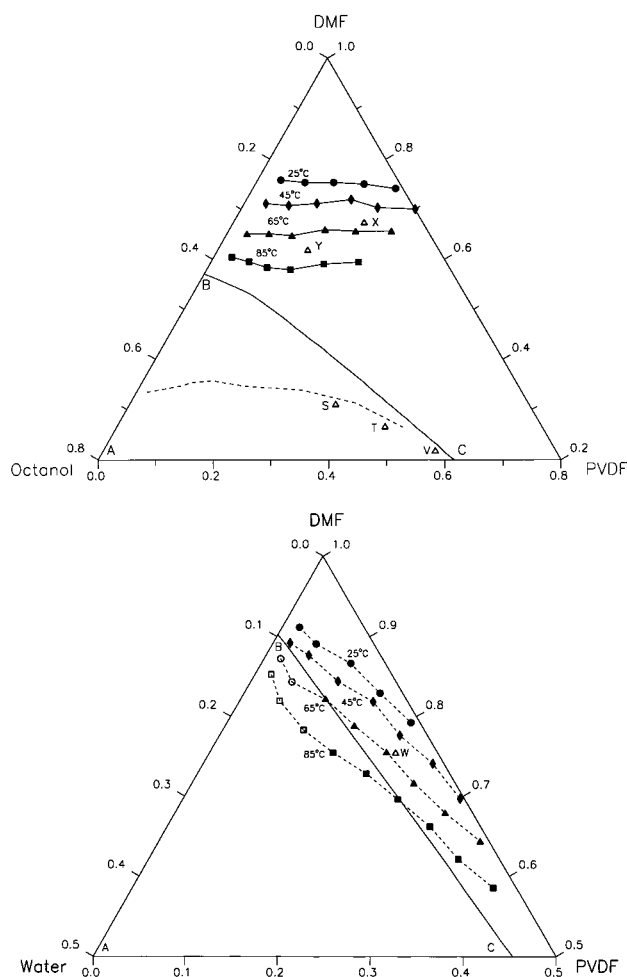 DMF
0.0 1.0
0.2 0.8
25°C
45°C
X
65°C
Y
0.4 0.6
85°C
B
0.6 0.4
S
T
V
0.8 A C 0.2
Octanol 0.0 0.2 0.4 0.6 0.8 PVDF
DMF
0.0 1.0
0.1 0.9
B
25°C
45°C
0.2 65°C 0.8
85°C W
0.3 0.7
0.4 0.6
0.5 A C 0.5
Water 0.0 0.1 0.2 0.3 0.4 0.5 PVDF